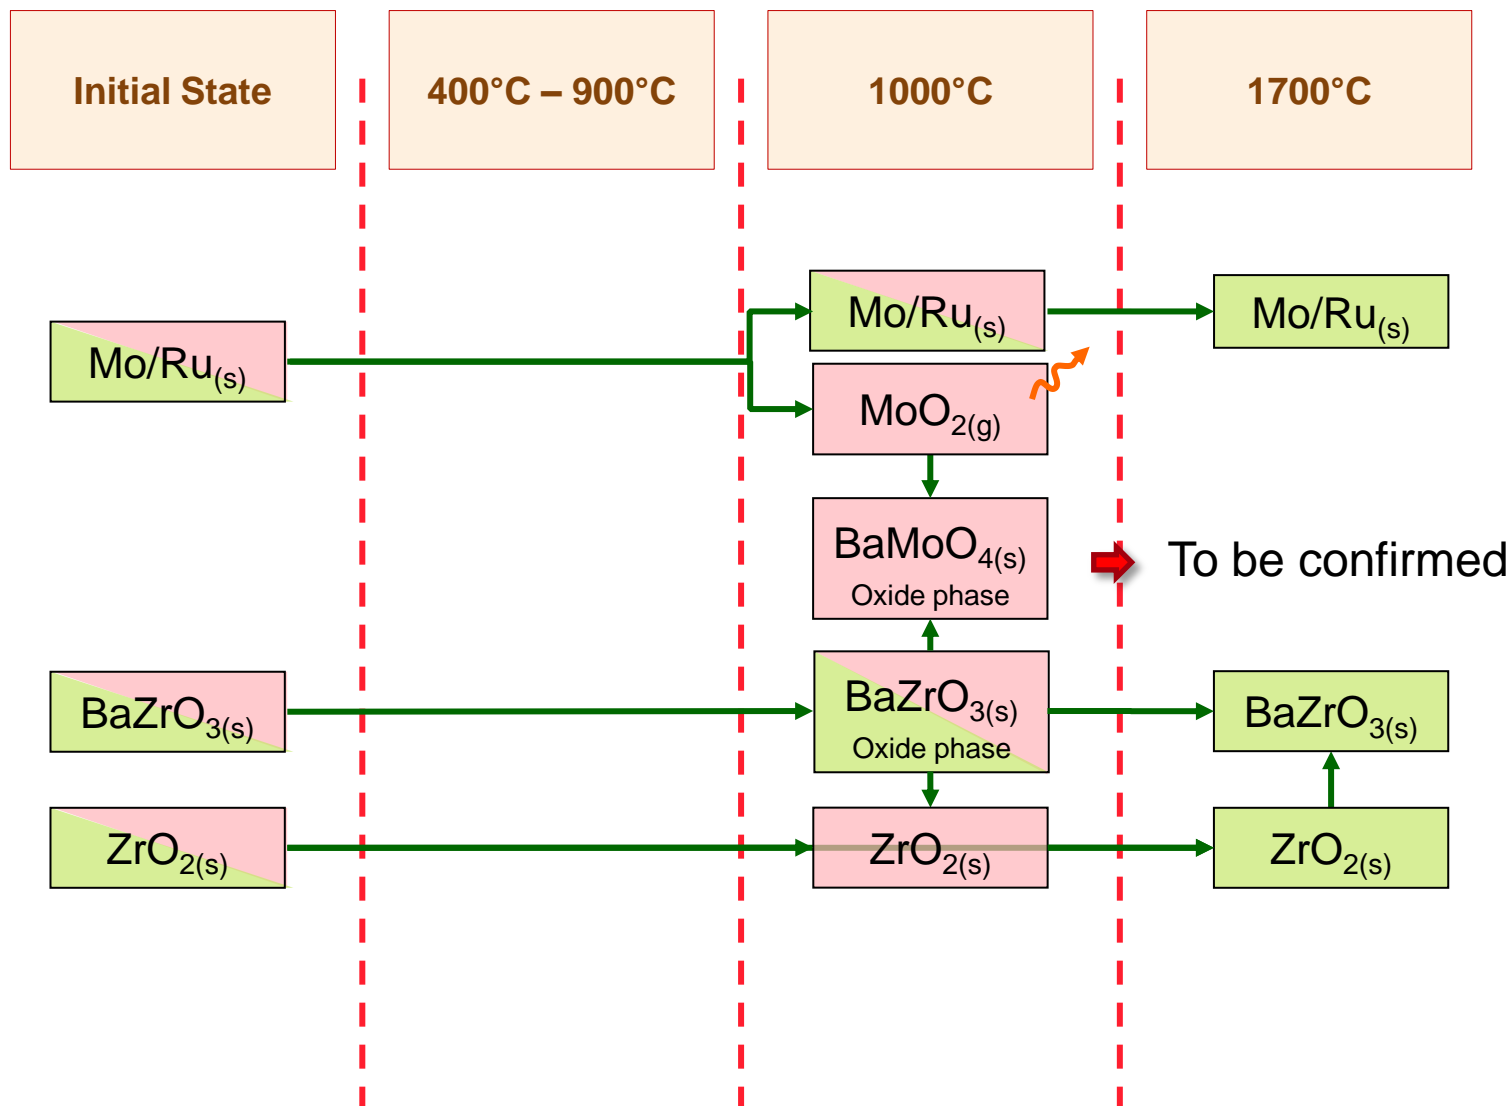 Initial State
400°C – 900°C
1000°C
1700°C
Mo/Ru(s)
Mo/Ru(s)
Mo/Ru(s)
MoO2(g)
BaMoO4(s)
Oxide phase
To be confirmed
BaZrO3(s)
BaZrO3(s)
Oxide phase
BaZrO3(s)
ZrO2(s)
ZrO2(s)
ZrO2(s)